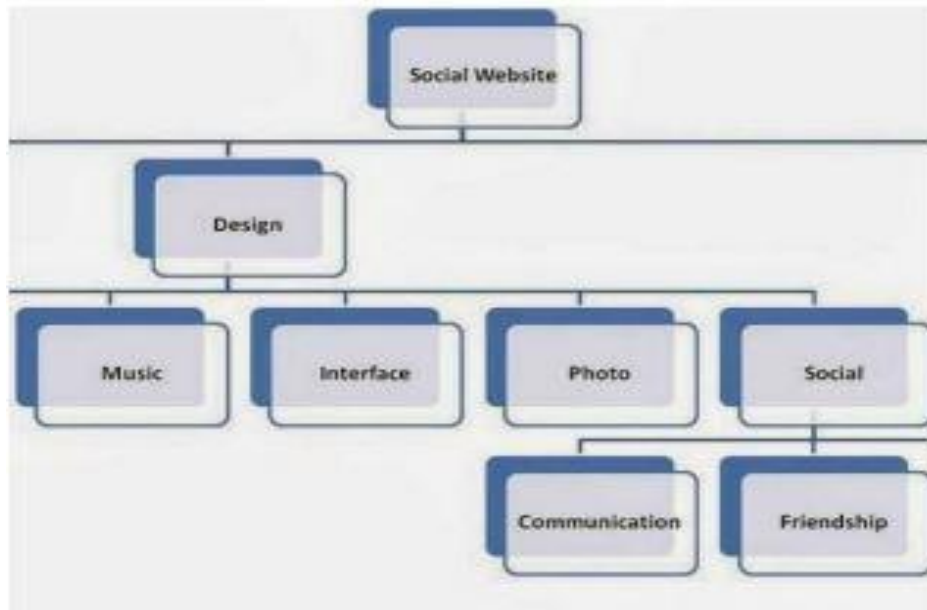 Social Website
Design
Music
Interface
Photo
Social
Communication
Friendship